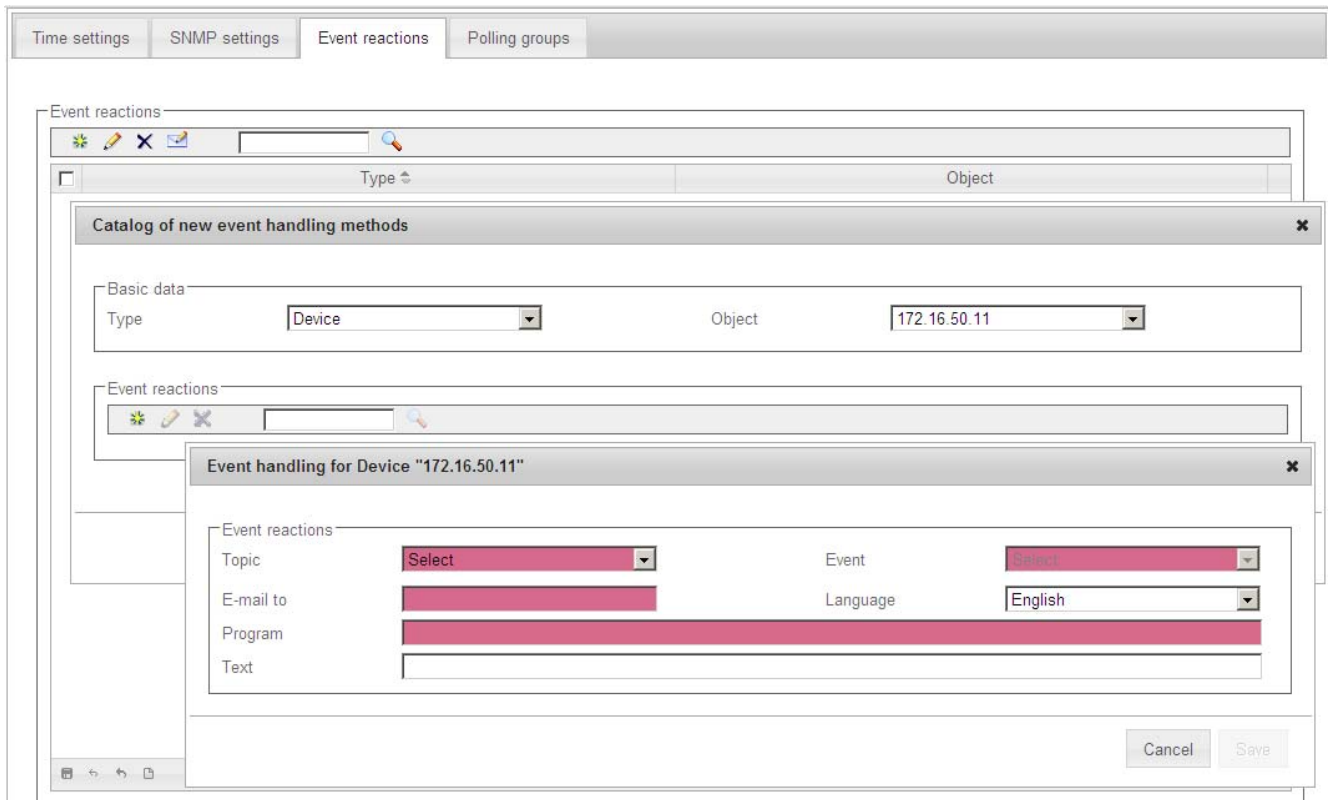 Time settings SNMP settings Event reactions Polling groups
Event reactions
Type Object
Catalog of new event handling methods
Basic data
Type Device Object 172.16.50.11
Event reactions
Event handling for Device "172.16.50.11"
Event reactions
Topic Select Event Select
E-mail to Language English
Program
Text
Cancel Save